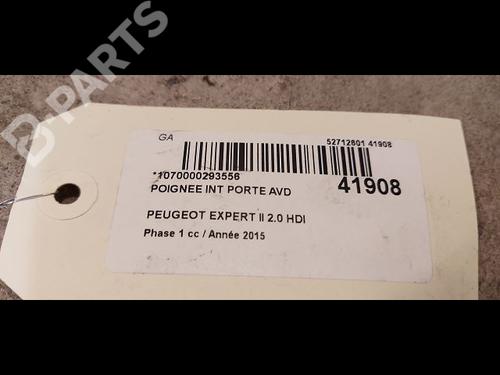 B PARTS
GA
52712601 41908
*1070000293556
41908
POIGNEE INT PORTE AVD
PEUGEOT EXPERT II 2.0 HDI
Phase 1 cc / Année 2015